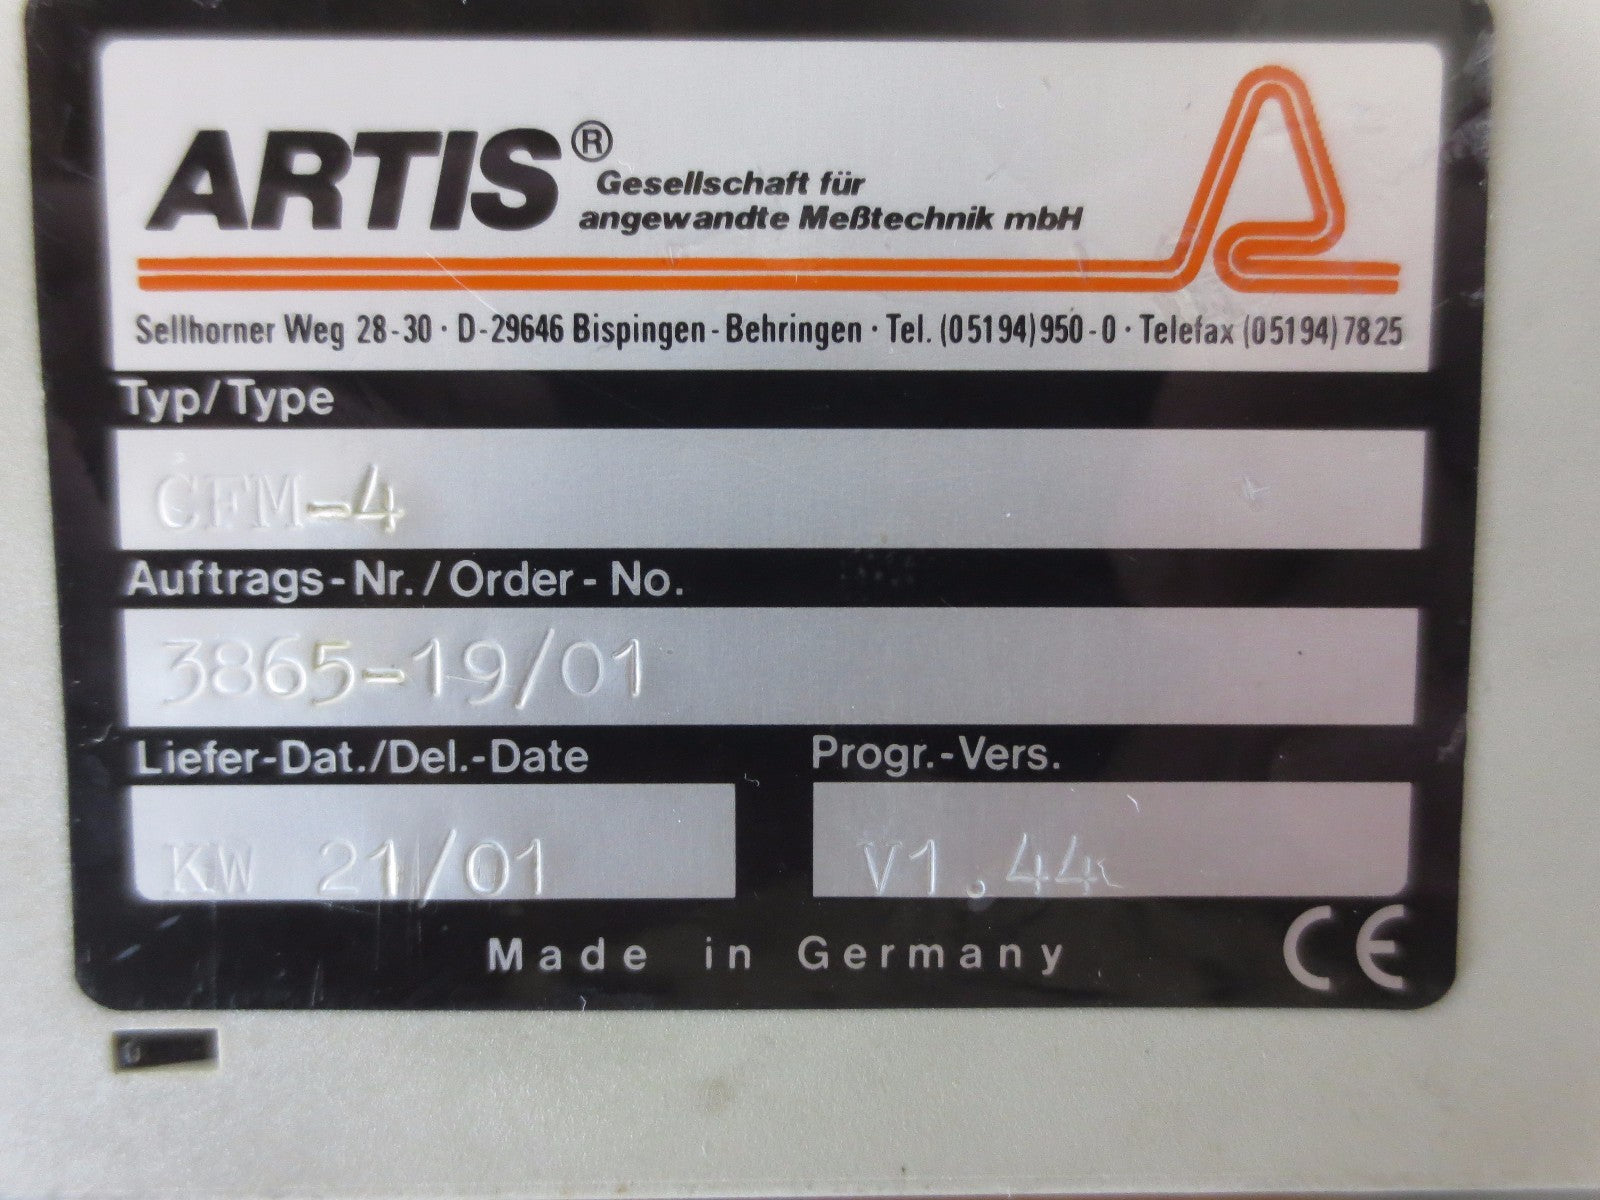 ARTIS®
Gesellschaft für
angewandte Meßtechnik mbH
Sellhorner Weg 28-30 · D-29646 Bispingen-Behringen · Tel. (05194) 950-0 · Telefax (05194) 7825
Typ/Type
CFM-4
Auftrags-Nr./Order-No.
3865-19/01
Liefer-Dat./Del.-Date Progr.-Vers.
KW 21/01 V1.44
Made in Germany CE